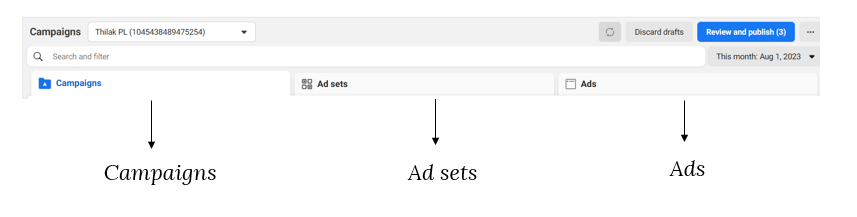 Campaigns Thilak PL (1045438489475254) Discard drafts Review and publish (3) ...
Search and filter This month: Aug 1, 2023
Campaigns Ad sets Ads
Campaigns Ad sets Ads